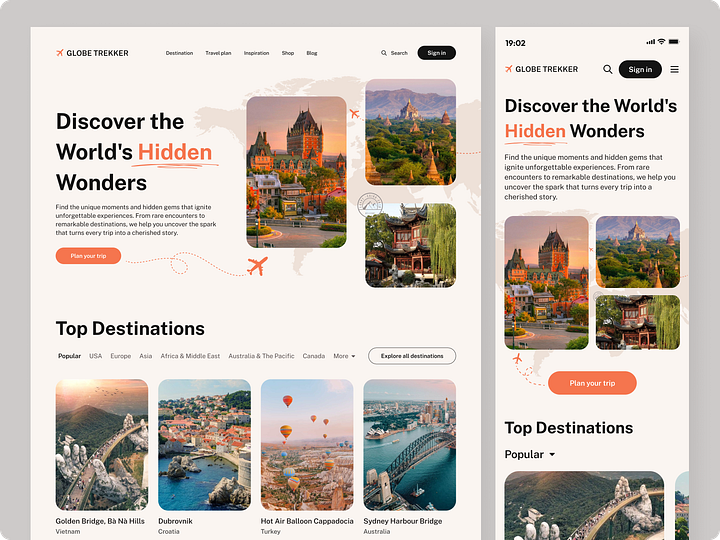 GLOBE TREKKER
Destination Travel plan Inspiration Shop Blog
Search
Sign in
Discover the
World's Hidden
Wonders
Find the unique moments and hidden gems that ignite
unforgettable experiences. From rare encounters to
remarkable destinations, we help you uncover the spark
that turns every trip into a cherished story.
Plan your trip
Top Destinations
Popular USA Europe Asia Africa & Middle East Australia & The Pacific Canada More
Explore all destinations
Golden Bridge, Bà Nà Hills
Vietnam
Dubrovnik
Croatia
Hot Air Balloon Cappadocia
Turkey
Sydney Harbour Bridge
Australia
19:02
GLOBE TREKKER
Sign in
Discover the World's
Hidden Wonders
Find the unique moments and hidden gems that
ignite unforgettable experiences. From rare
encounters to remarkable destinations, we help you
uncover the spark that turns every trip into a
cherished story.
Plan your trip
Top Destinations
Popular